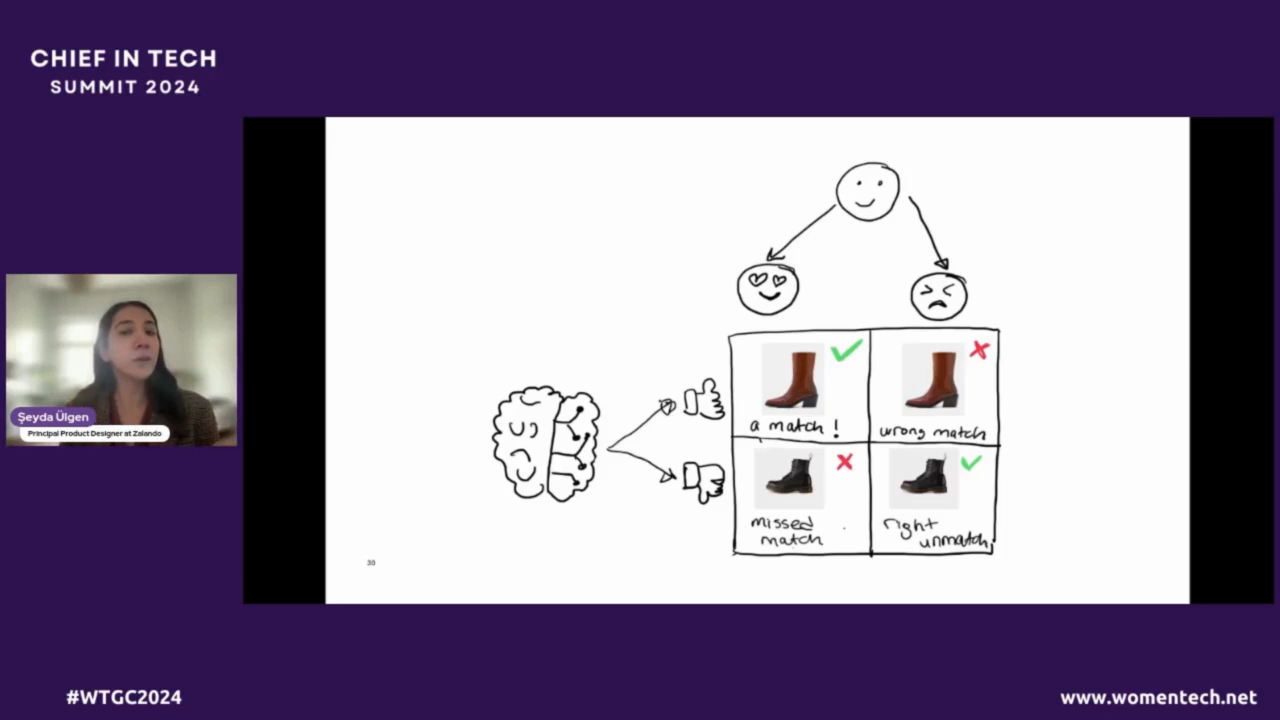 CHIEF IN TECH
SUMMIT 2024
Şeyda Ülgen
Principal Product Designer at Zalando
a match !
wrong match
missed
match
right
unmatch
30
#WTGC2024
www.womentech.net